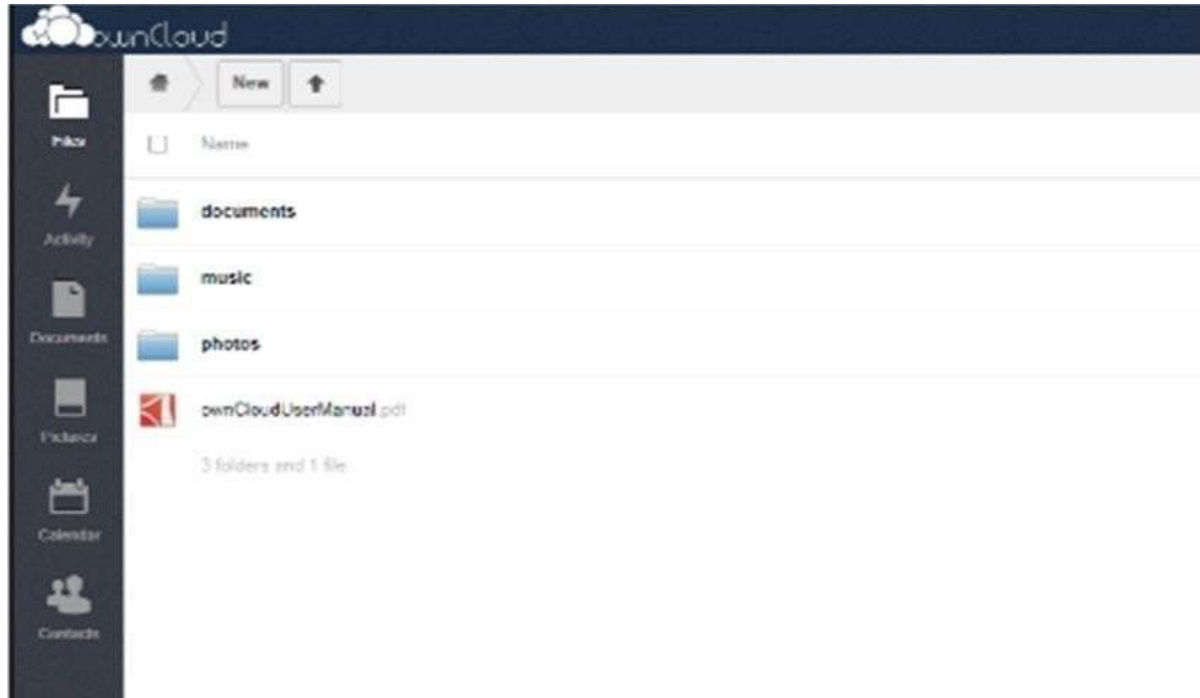 ownCloud
New
Files
Name
documents
Activity
music
Documents
photos
ownCloudUserManual.pdf
Pictures
3 folders and 1 file
Calendar
Contacts